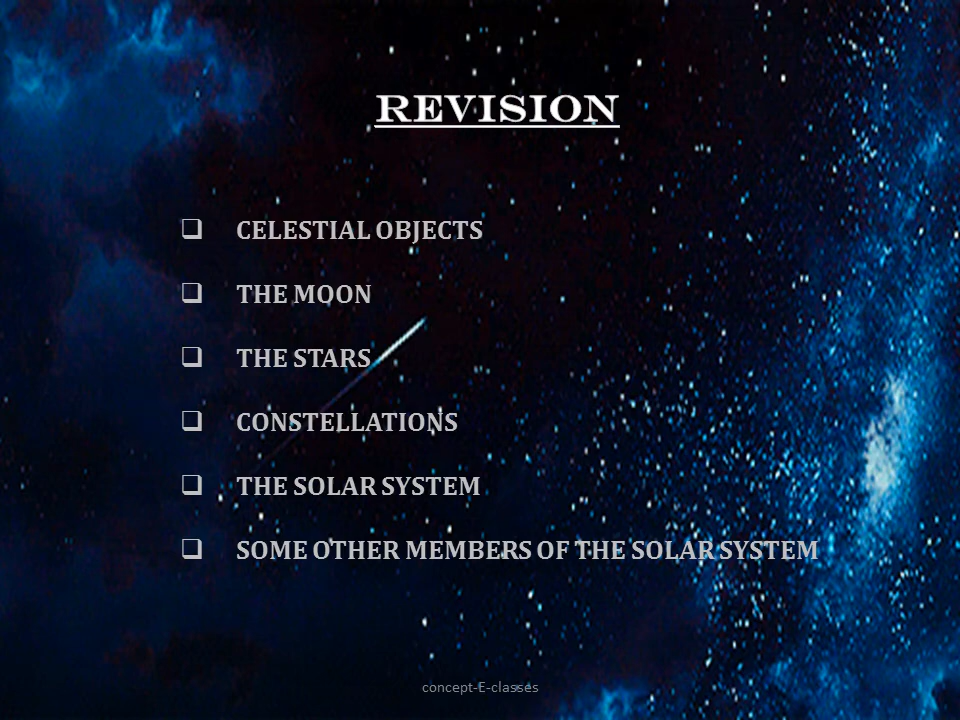 REVISION
❑ CELESTIAL OBJECTS
❑ THE MOON
❑ THE STARS
❑ CONSTELLATIONS
❑ THE SOLAR SYSTEM
❑ SOME OTHER MEMBERS OF THE SOLAR SYSTEM
concept-E-classes